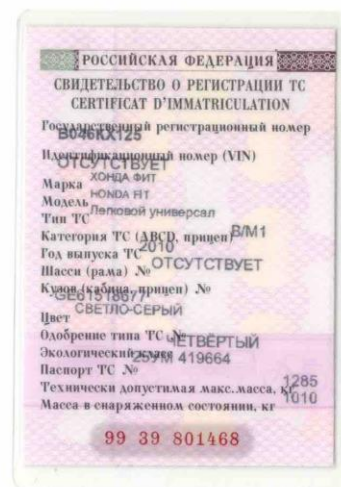 РОССИЙСКАЯ ФЕДЕРАЦИЯ
СВИДЕТЕЛЬСТВО О РЕГИСТРАЦИИ ТС
CERTIFICAT D'IMMATRICULATION
Государственный регистрационный номер
В046КХ125
Идентификационный номер (VIN)
ОТСУТСТВУЕТ
Марка ХОНДА ФИТ
Модель HONDA FIT
Тип ТС Легковой универсал
Категория ТС (ABCD, прицеп) B/M1
Год выпуска ТС 2010
Шасси (рама) № ОТСУТСТВУЕТ
Кузов (кабина, прицеп) №
GE61518677
Цвет СВЕТЛО-СЕРЫЙ
Одобрение типа ТС №
Экологический класс ЧЕТВЁРТЫЙ
Паспорт ТС № 25УМ 419664
Технически допустимая макс. масса, кг 1285
Масса в снаряженном состоянии, кг 1010
99 39 801468